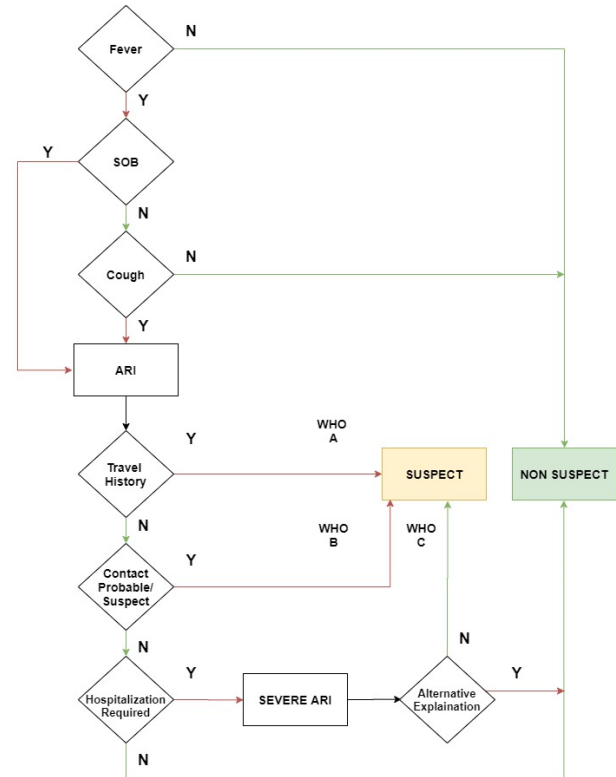 N
Fever
Y
Y
SOB
N
N
Cough
Y
ARI
WHO
A
Y
Travel
History
SUSPECT
NON SUSPECT
N
WHO
B
WHO
C
Y
Contact
Probable/
Suspect
N
N
Y
Y
Hospitalization
Required
SEVERE ARI
Alternative
Explaination
N